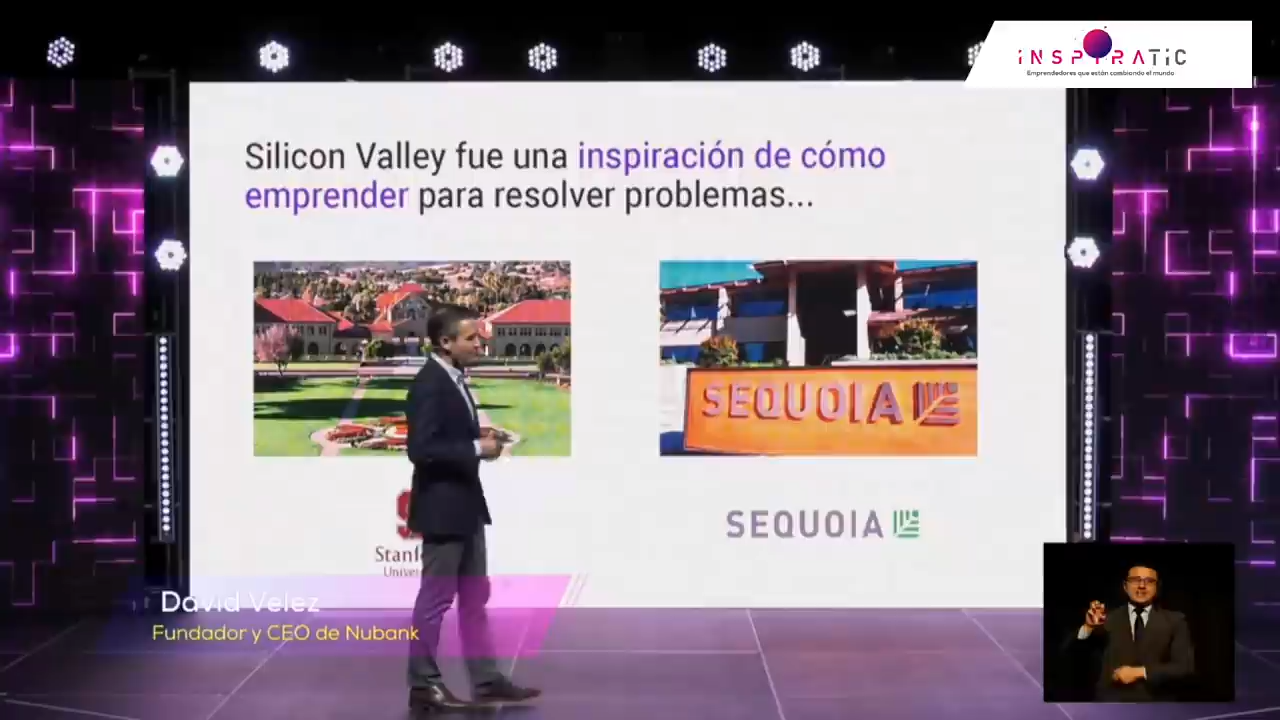 INSPIRATIC
Emprendedores que están cambiando el mundo
Silicon Valley fue una inspiración de cómo
emprender para resolver problemas...
SEQUOIA
SEQUOIA
David Velez
Fundador y CEO de Nubank